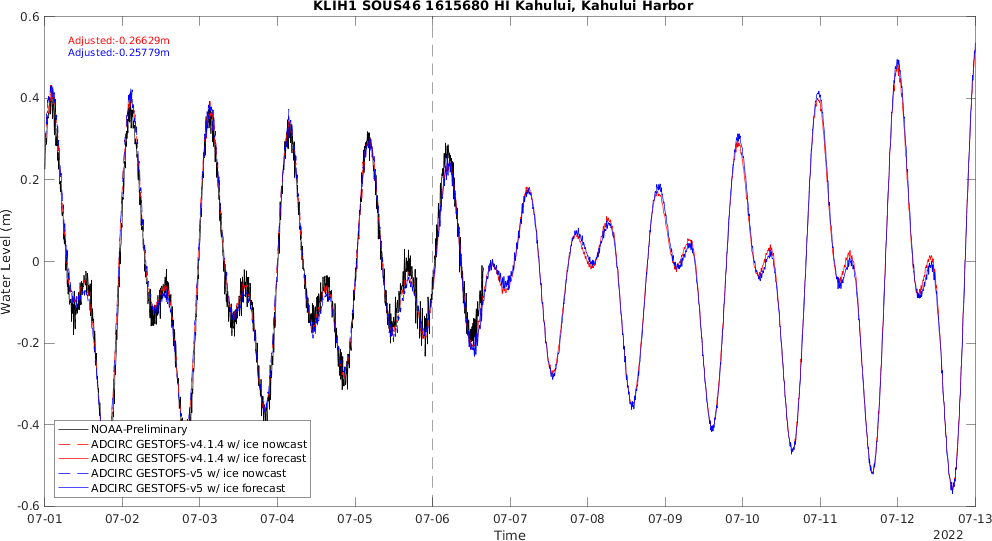 KLIH1 SOUS46 1615680 HI Kahului, Kahului Harbor
Adjusted:-0.26629m
Adjusted:-0.25779m
0.6
0.4
0.2
0
-0.2
-0.4
-0.6
Water Level (m)
NOAA-Preliminary
ADCIRC GESTOFS-v4.1.4 w/ ice nowcast
ADCIRC GESTOFS-v4.1.4 w/ ice forecast
ADCIRC GESTOFS-v5 w/ ice nowcast
ADCIRC GESTOFS-v5 w/ ice forecast
07-01 07-02 07-03 07-04 07-05 07-06 07-07 07-08 07-09 07-10 07-11 07-12 07-13
Time
2022